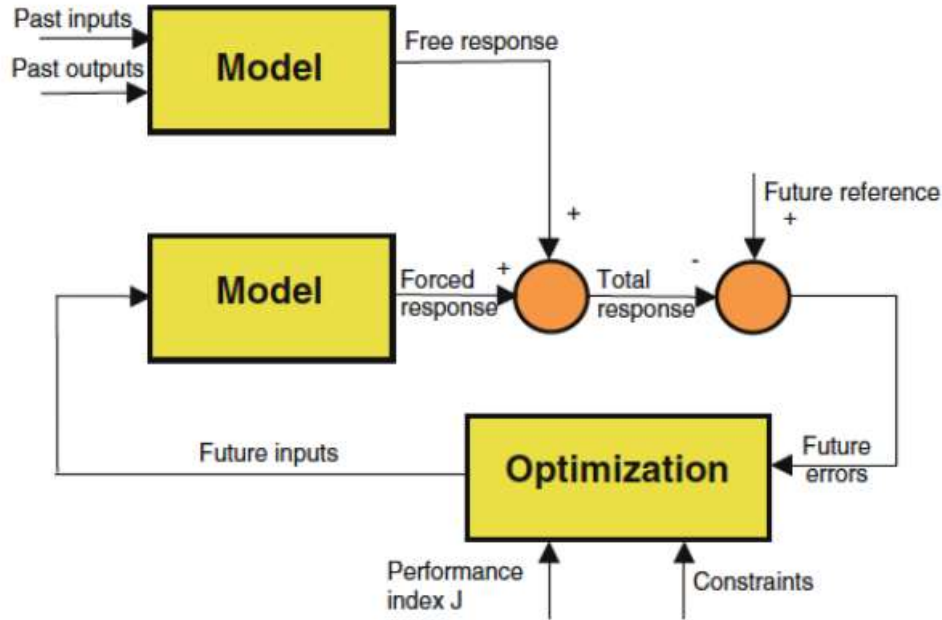 Past inputs
Past outputs
Model
Free response
Future reference
+
+
Model
Forced
response
+
Total
response
-
Future inputs
Optimization
Future
errors
Performance
index J
Constraints